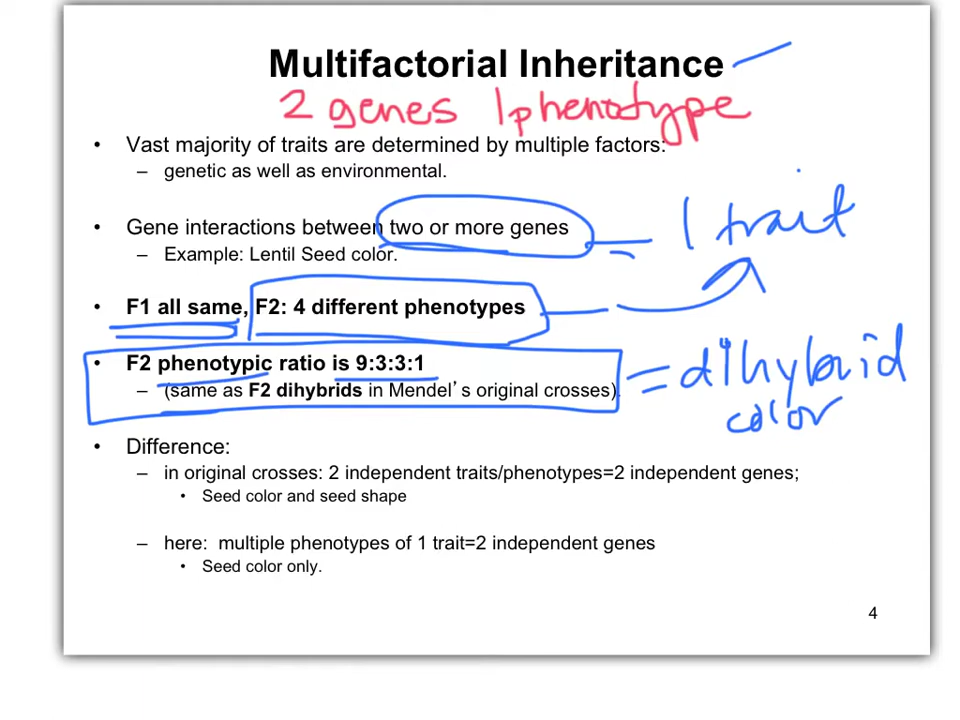 Multifactorial Inheritance
2 genes 1 phenotype
• Vast majority of traits are determined by multiple factors:
– genetic as well as environmental.
• Gene interactions between two or more genes = 1 trait
– Example: Lentil Seed color.
• F1 all same, F2: 4 different phenotypes
• F2 phenotypic ratio is 9:3:3:1
– (same as F2 dihybrids in Mendel's original crosses). = dihybrid
color
• Difference:
– in original crosses: 2 independent traits/phenotypes=2 independent genes;
• Seed color and seed shape
– here: multiple phenotypes of 1 trait=2 independent genes
• Seed color only.
4